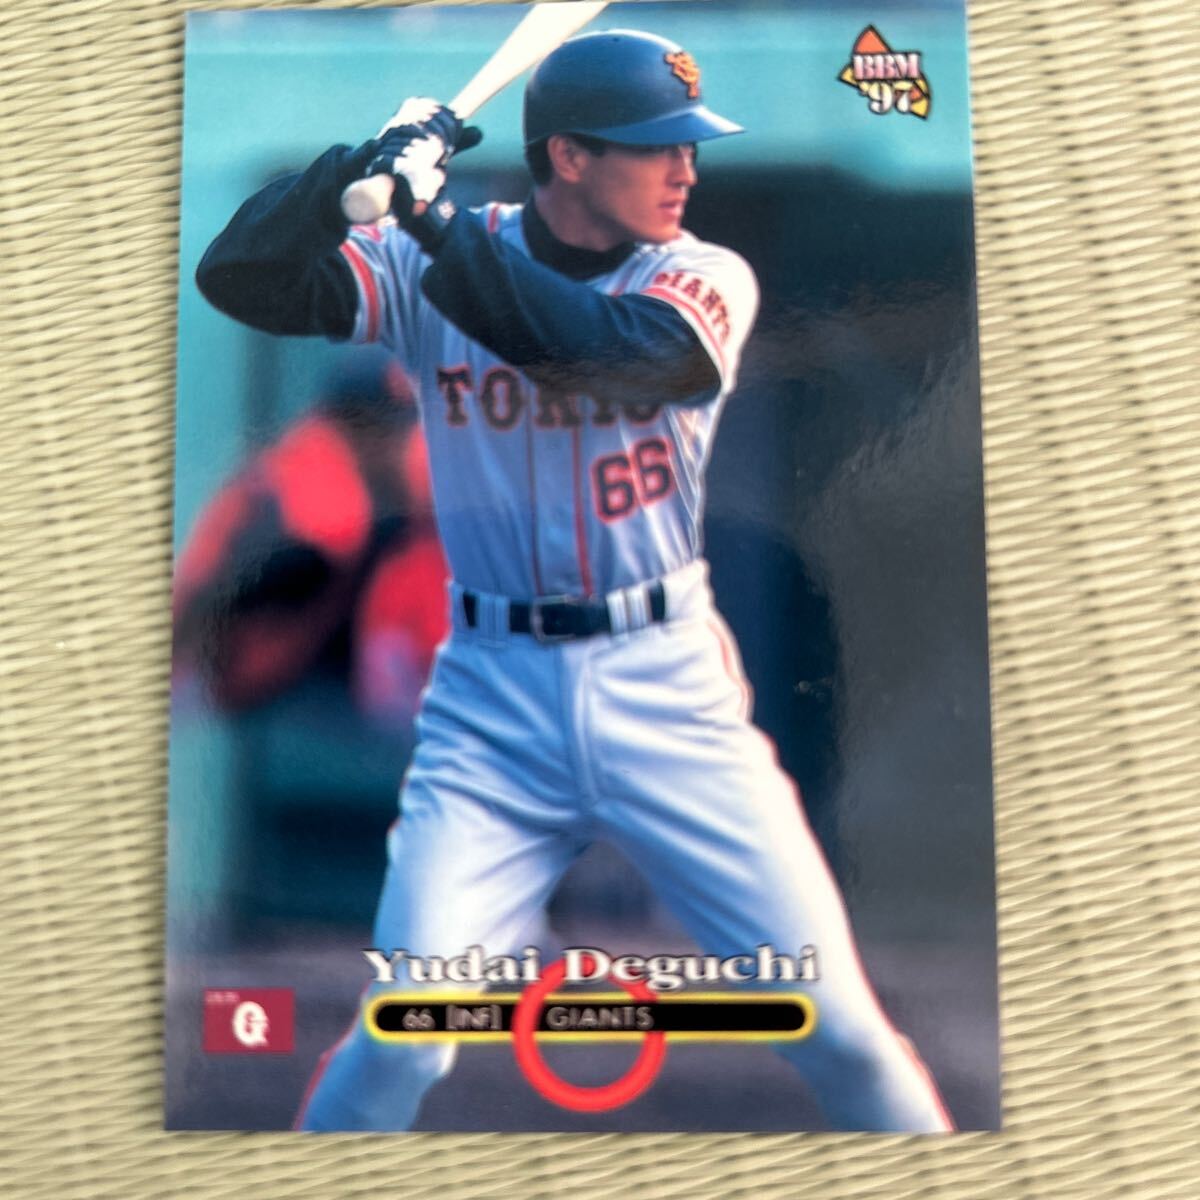 BBM
'97
GIANTS
TOKYO
66
Yudai Deguchi
66 [INF] GIANTS
G